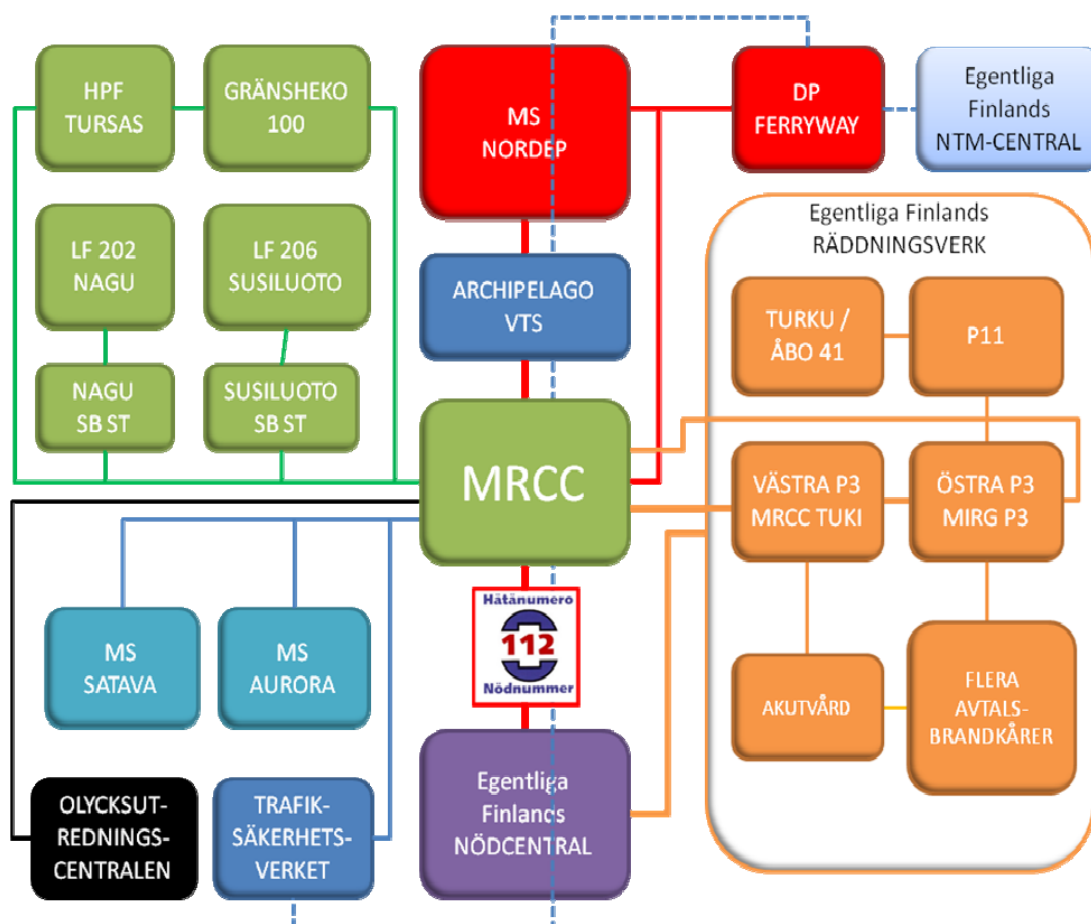 HPF
TURSAS
GRÄNSHEKO
100
MS
NORDEP
DP
FERRYWAY
Egentliga
Finlands
NTM-CENTRAL
LF 202
NAGU
LF 206
SUSILUOTO
ARCHIPELAGO
VTS
Egentliga Finlands
RÄDDNINGSVERK
TURKU /
ÅBO 41
P11
NAGU
SB ST
SUSILUOTO
SB ST
MRCC
VÄSTRA P3
MRCC TUKI
ÖSTRA P3
MIRG P3
MS
SATAVA
MS
AURORA
Hätänumero
112
Nödnummer
AKUTVÅRD
FLERA
AVTALS-
BRANDKÅRER
OLYCKSUT-
REDNINGS-
CENTRALEN
TRAFIK-
SÄKERHETS-
VERKET
Egentliga
Finlands
NÖDCENTRAL